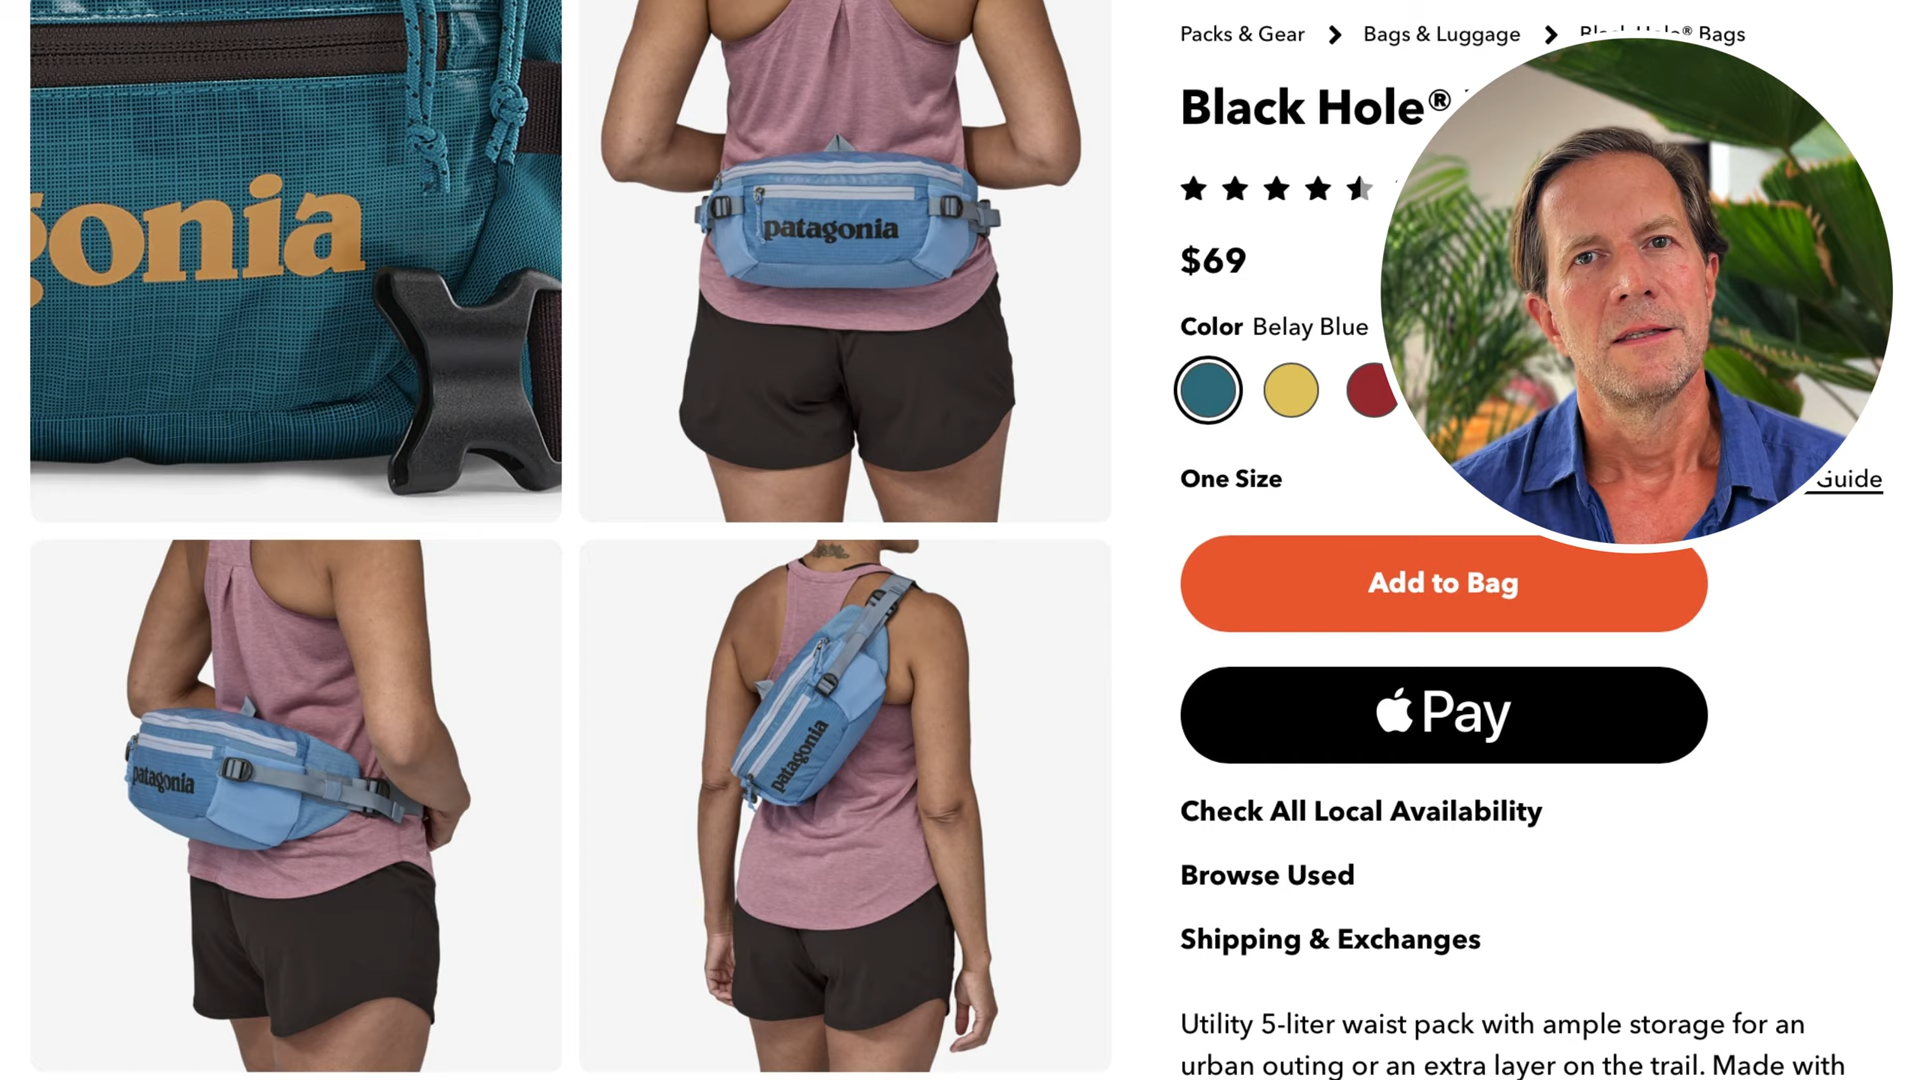 gonia
patagonia
patagonia
patagonia
Packs & Gear > Bags & Luggage > Black Hole® Bags
Black Hole®
$69
Color Belay Blue
One Size
Guide
Add to Bag
Pay
Check All Local Availability
Browse Used
Shipping & Exchanges
Utility 5-liter waist pack with ample storage for an
urban outing or an extra layer on the trail. Made with